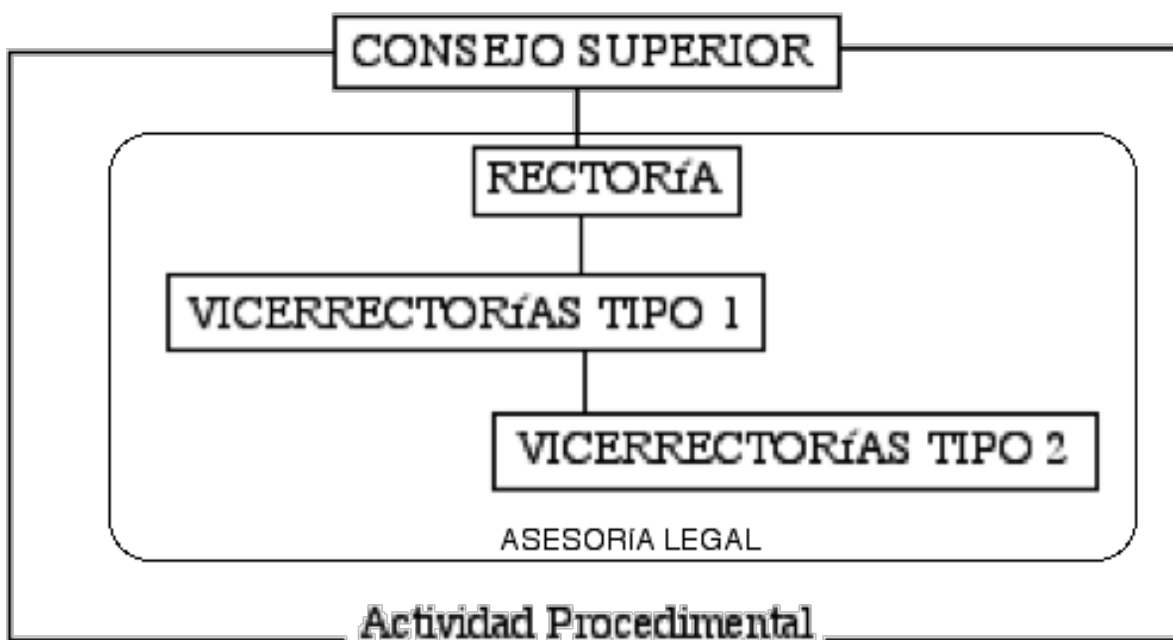 CONSEJO SUPERIOR
RECTORíA
VICERRECTORíAS TIPO 1
VICERRECTORíAS TIPO 2
ASESORíA LEGAL
Actividad Procedimental